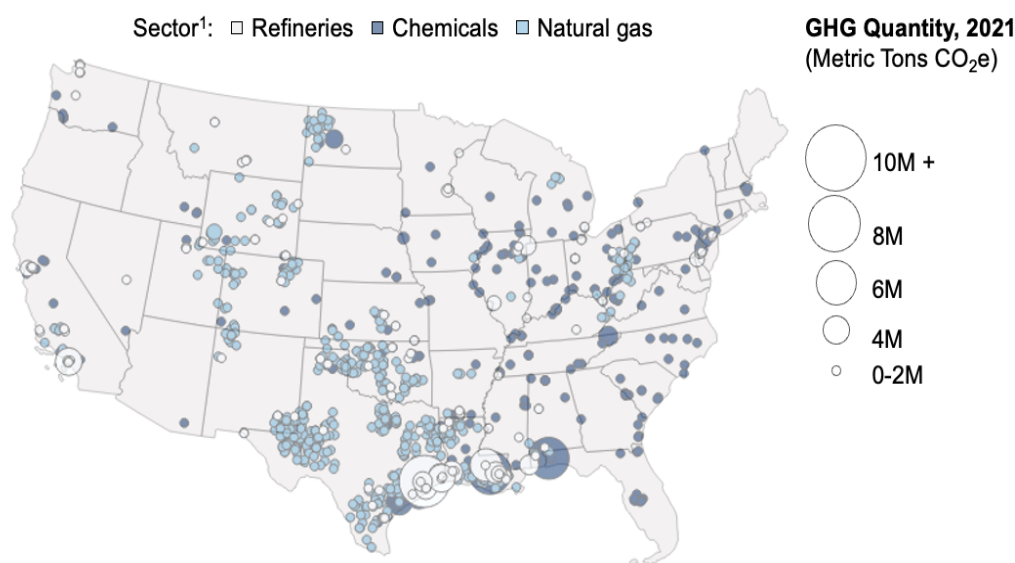 Sector¹: Refineries Chemicals Natural gas
GHG Quantity, 2021
(Metric Tons CO₂e)
10M +
8M
6M
4M
0-2M